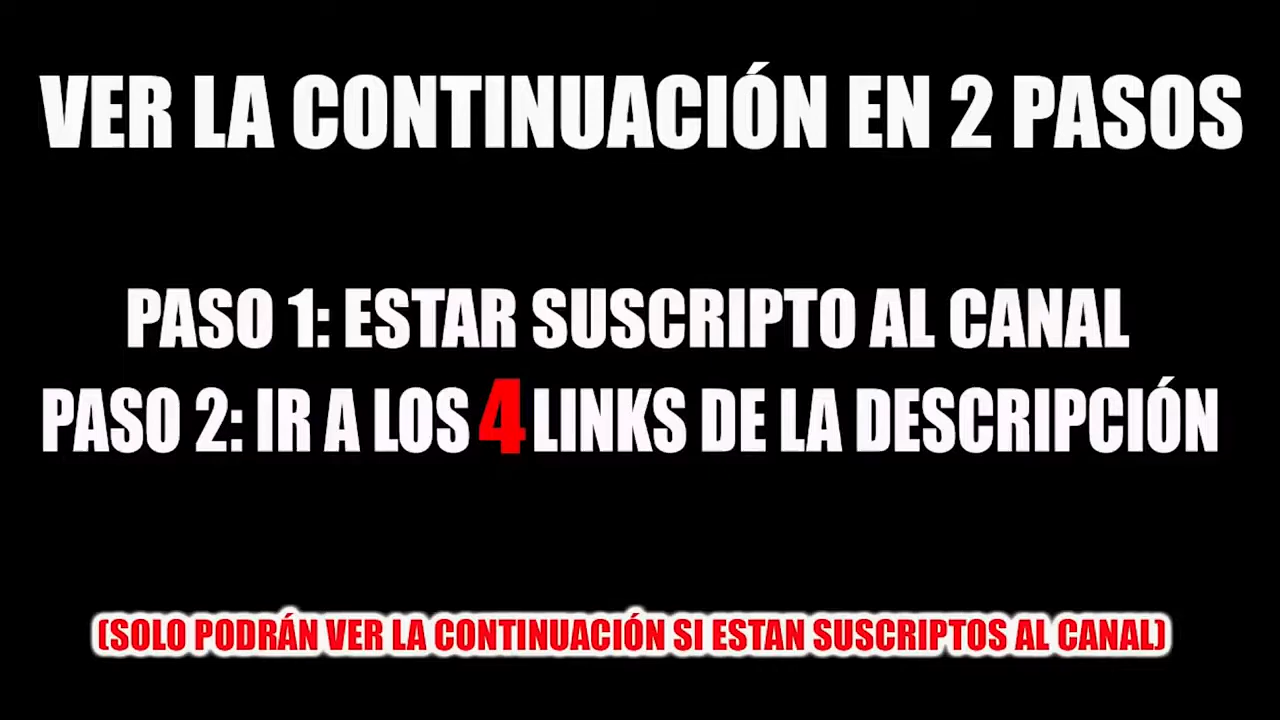 VER LA CONTINUACIÓN EN 2 PASOS
PASO 1: ESTAR SUSCRIPTO AL CANAL
PASO 2: IR A LOS 4 LINKS DE LA DESCRIPCIÓN
(SOLO PODRÁN VER LA CONTINUACIÓN SI ESTAN SUSCRIPTOS AL CANAL)